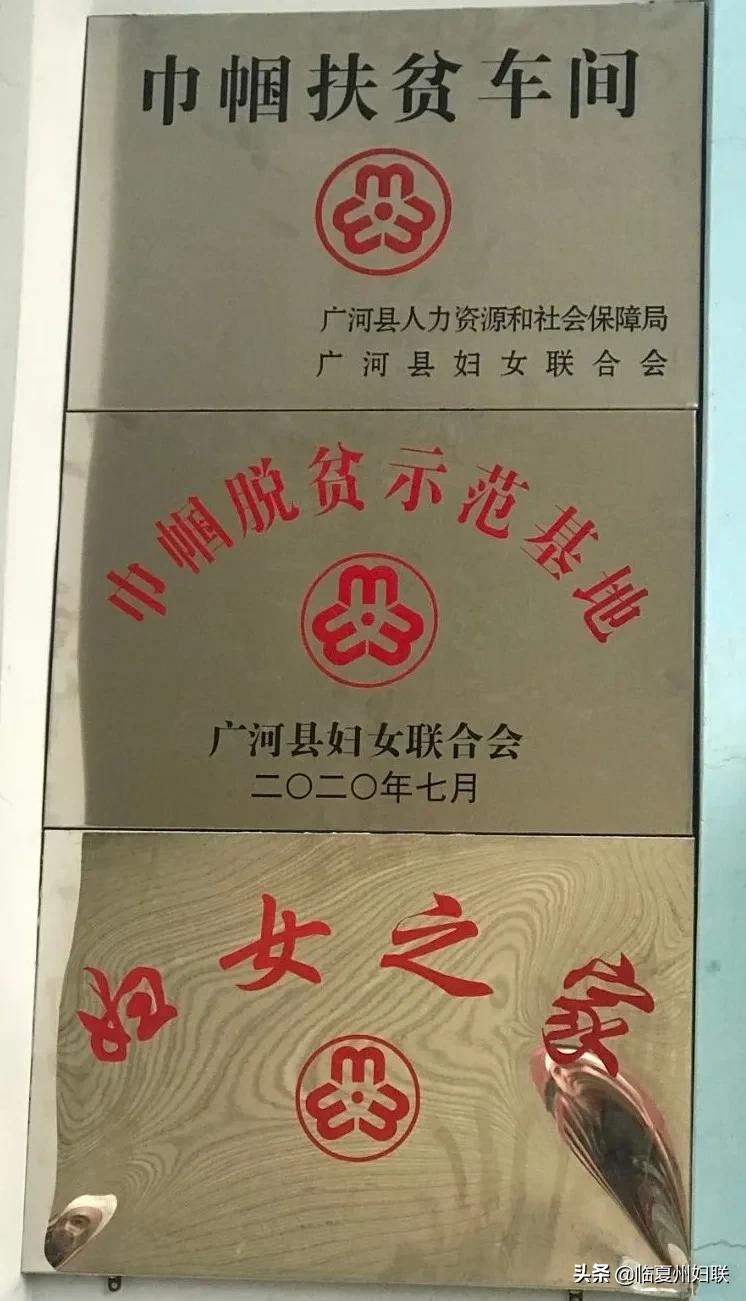 巾帼扶贫车间
广河县人力资源和社会保障局
广河县妇女联合会
巾帼脱贫示范基地
广河县妇女联合会
二〇二〇年七月
妇女之家
头条 @临夏州妇联